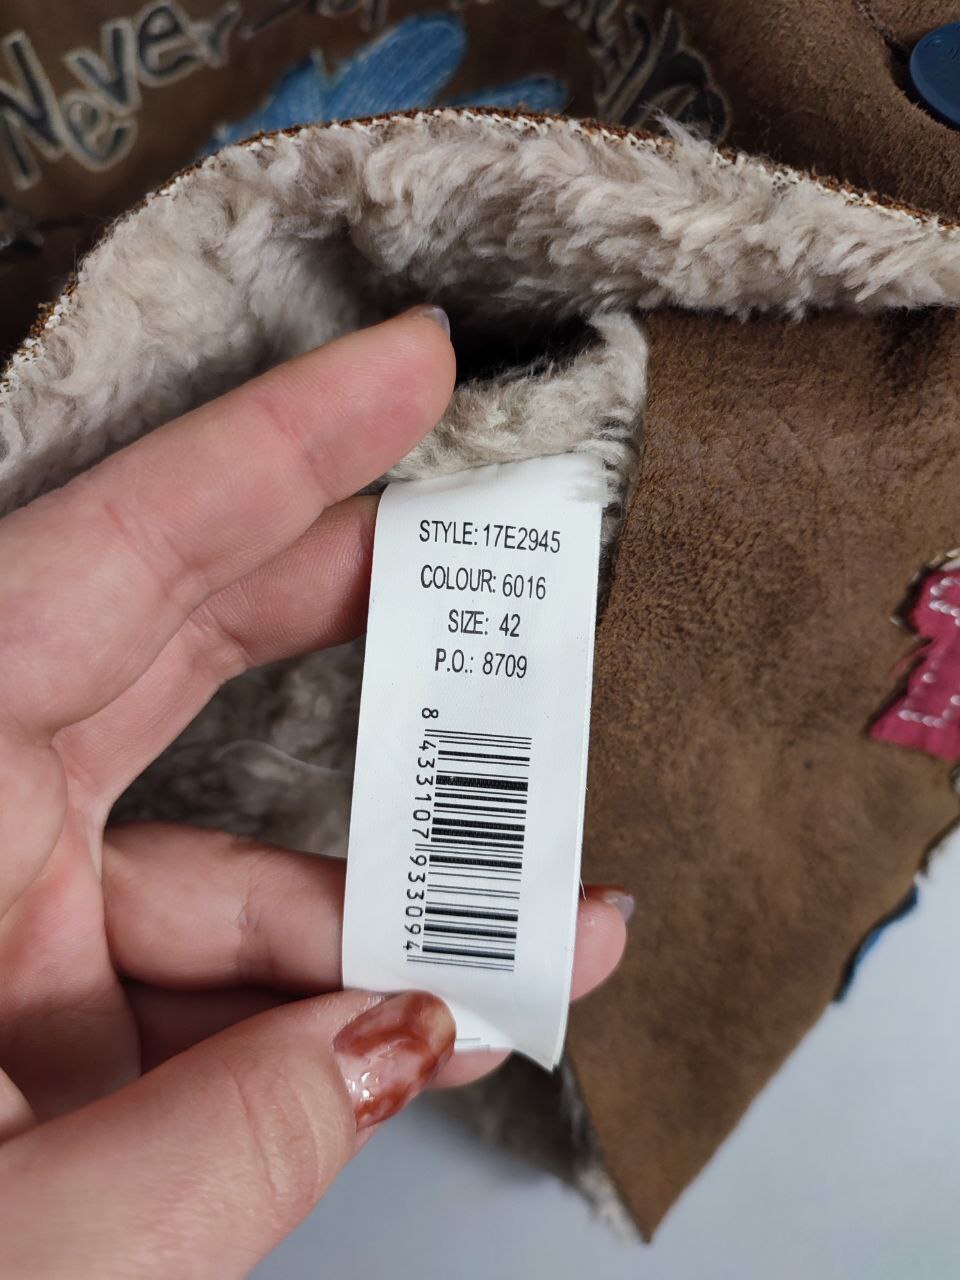 Never
STYLE: 17E2945
COLOUR: 6016
SIZE: 42
P.O.: 8709
8 433107 933094